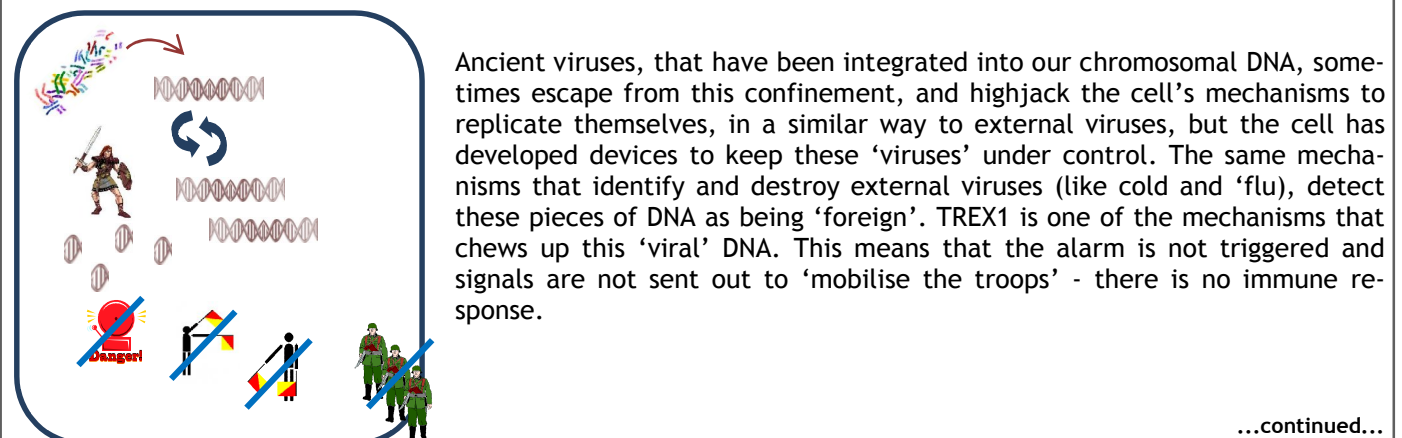 Ancient viruses, that have been integrated into our chromosomal DNA, some-
times escape from this confinement, and highjack the cell's mechanisms to
replicate themselves, in a similar way to external viruses, but the cell has
developed devices to keep these 'viruses' under control. The same mecha-
nisms that identify and destroy external viruses (like cold and 'flu), detect
these pieces of DNA as being 'foreign'. TREX1 is one of the mechanisms that
chews up this 'viral' DNA. This means that the alarm is not triggered and
signals are not sent out to 'mobilise the troops' - there is no immune re-
sponse.
Danger!
...continued...